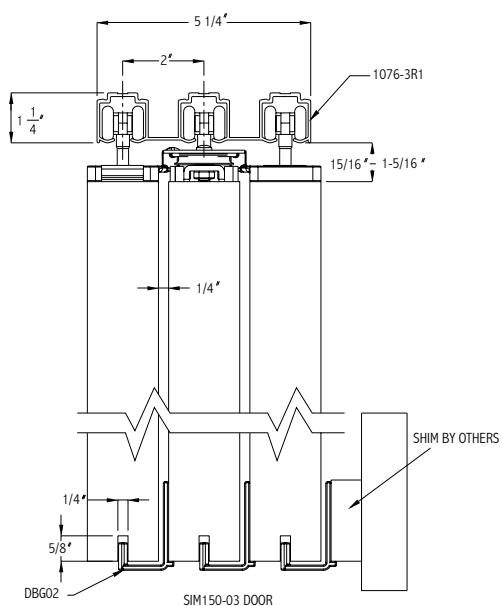 5 1/4"
2"
1076-3R1
1 1/4"
15/16" - 1-5/16 "
1/4"
SHIM BY OTHERS
1/4"
5/8"
DBG02
SIM150-03 DOOR